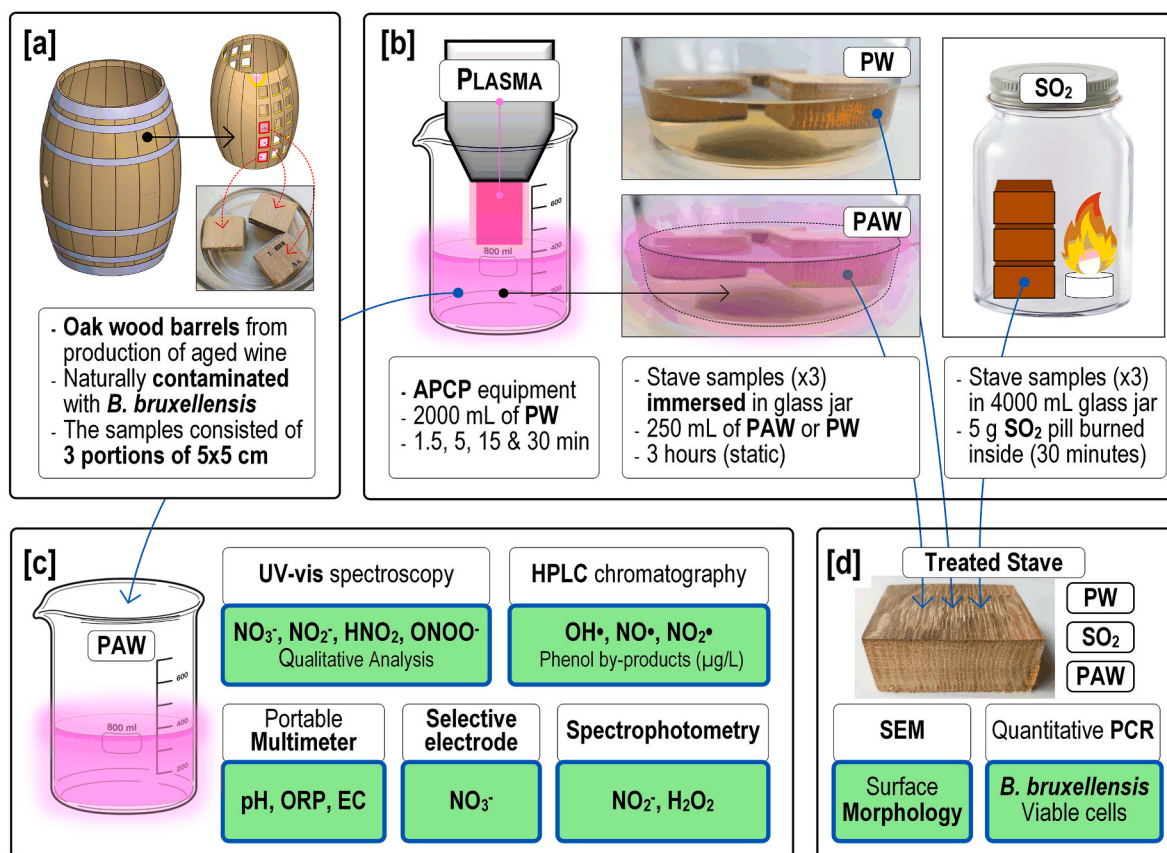 [a]
- Oak wood barrels from
production of aged wine
- Naturally contaminated
with B. bruxellensis
- The samples consisted of
3 portions of 5x5 cm
[b]
PLASMA
600
800 ml
400
200
PW
PAW
SO₂
- APCP equipment
- 2000 mL of PW
- 1.5, 5, 15 & 30 min
- Stave samples (x3)
immersed in glass jar
- 250 mL of PAW or PW
- 3 hours (static)
- Stave samples (x3)
in 4000 mL glass jar
- 5 g SO₂ pill burned
inside (30 minutes)
[c]
PAW
600
800 ml
400
200
UV-vis spectroscopy
NO₃⁻, NO₂⁻, HNO₂, ONOO⁻
Qualitative Analysis
HPLC chromatography
OH•, NO•, NO₂•
Phenol by-products (µg/L)
Portable
Multimeter
pH, ORP, EC
Selective
electrode
NO₃⁻
Spectrophotometry
NO₂⁻, H₂O₂
[d]
Treated Stave
PW
SO₂
PAW
SEM
Surface
Morphology
Quantitative PCR
B. bruxellensis
Viable cells